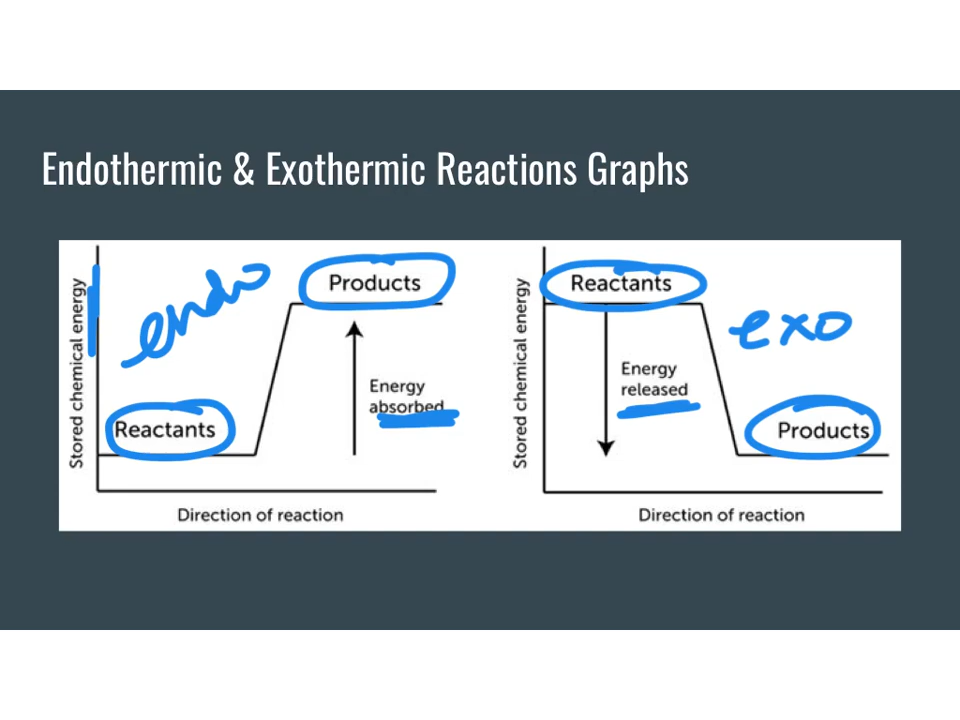 Endothermic & Exothermic Reactions Graphs
Stored chemical energy
endo
Products
Energy
absorbed
Reactants
Direction of reaction
Stored chemical energy
Reactants
exo
Energy
released
Products
Direction of reaction